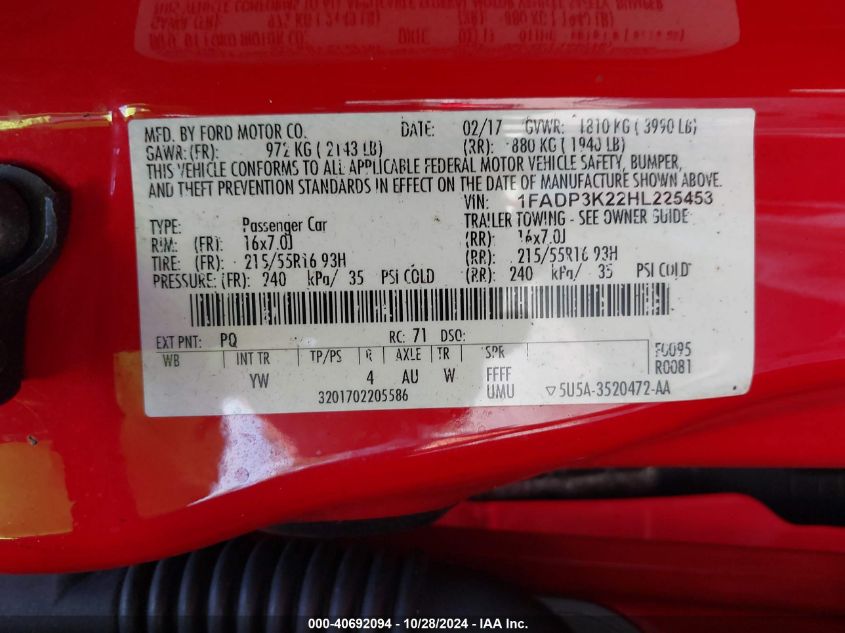 MFD. BY FORD MOTOR CO. DATE: 02/17 GVWR: 1810 KG ( 3990 LB)
GAWR: (FR): 972 KG ( 2143 LB) (RR): 880 KG ( 1940 LB)
THIS VEHICLE CONFORMS TO ALL APPLICABLE FEDERAL MOTOR VEHICLE SAFETY, BUMPER,
AND THEFT PREVENTION STANDARDS IN EFFECT ON THE DATE OF MANUFACTURE SHOWN ABOVE.
VIN: 1FADP3K22HL225453
TYPE: Passenger Car TRAILER TOWING - SEE OWNER GUIDE
RIM: (FR): 16x7.0J (RR): 16x7.0J
TIRE: (FR): 215/55R16 93H (RR): 215/55R16 93H
PRESSURE: (FR): 240 kPa/ 35 PSI COLD (RR): 240 kPa/ 35 PSI COLD
EXT PNT: PQ RC: 71 DSO:
WB INT TR TP/PS R AXLE TR SPR F0095
YW 4 AU W FFFF R0081
3201702205586 UMU ▽ 5U5A-3520472-AA
000-40692094 - 10/28/2024 - IAA Inc.